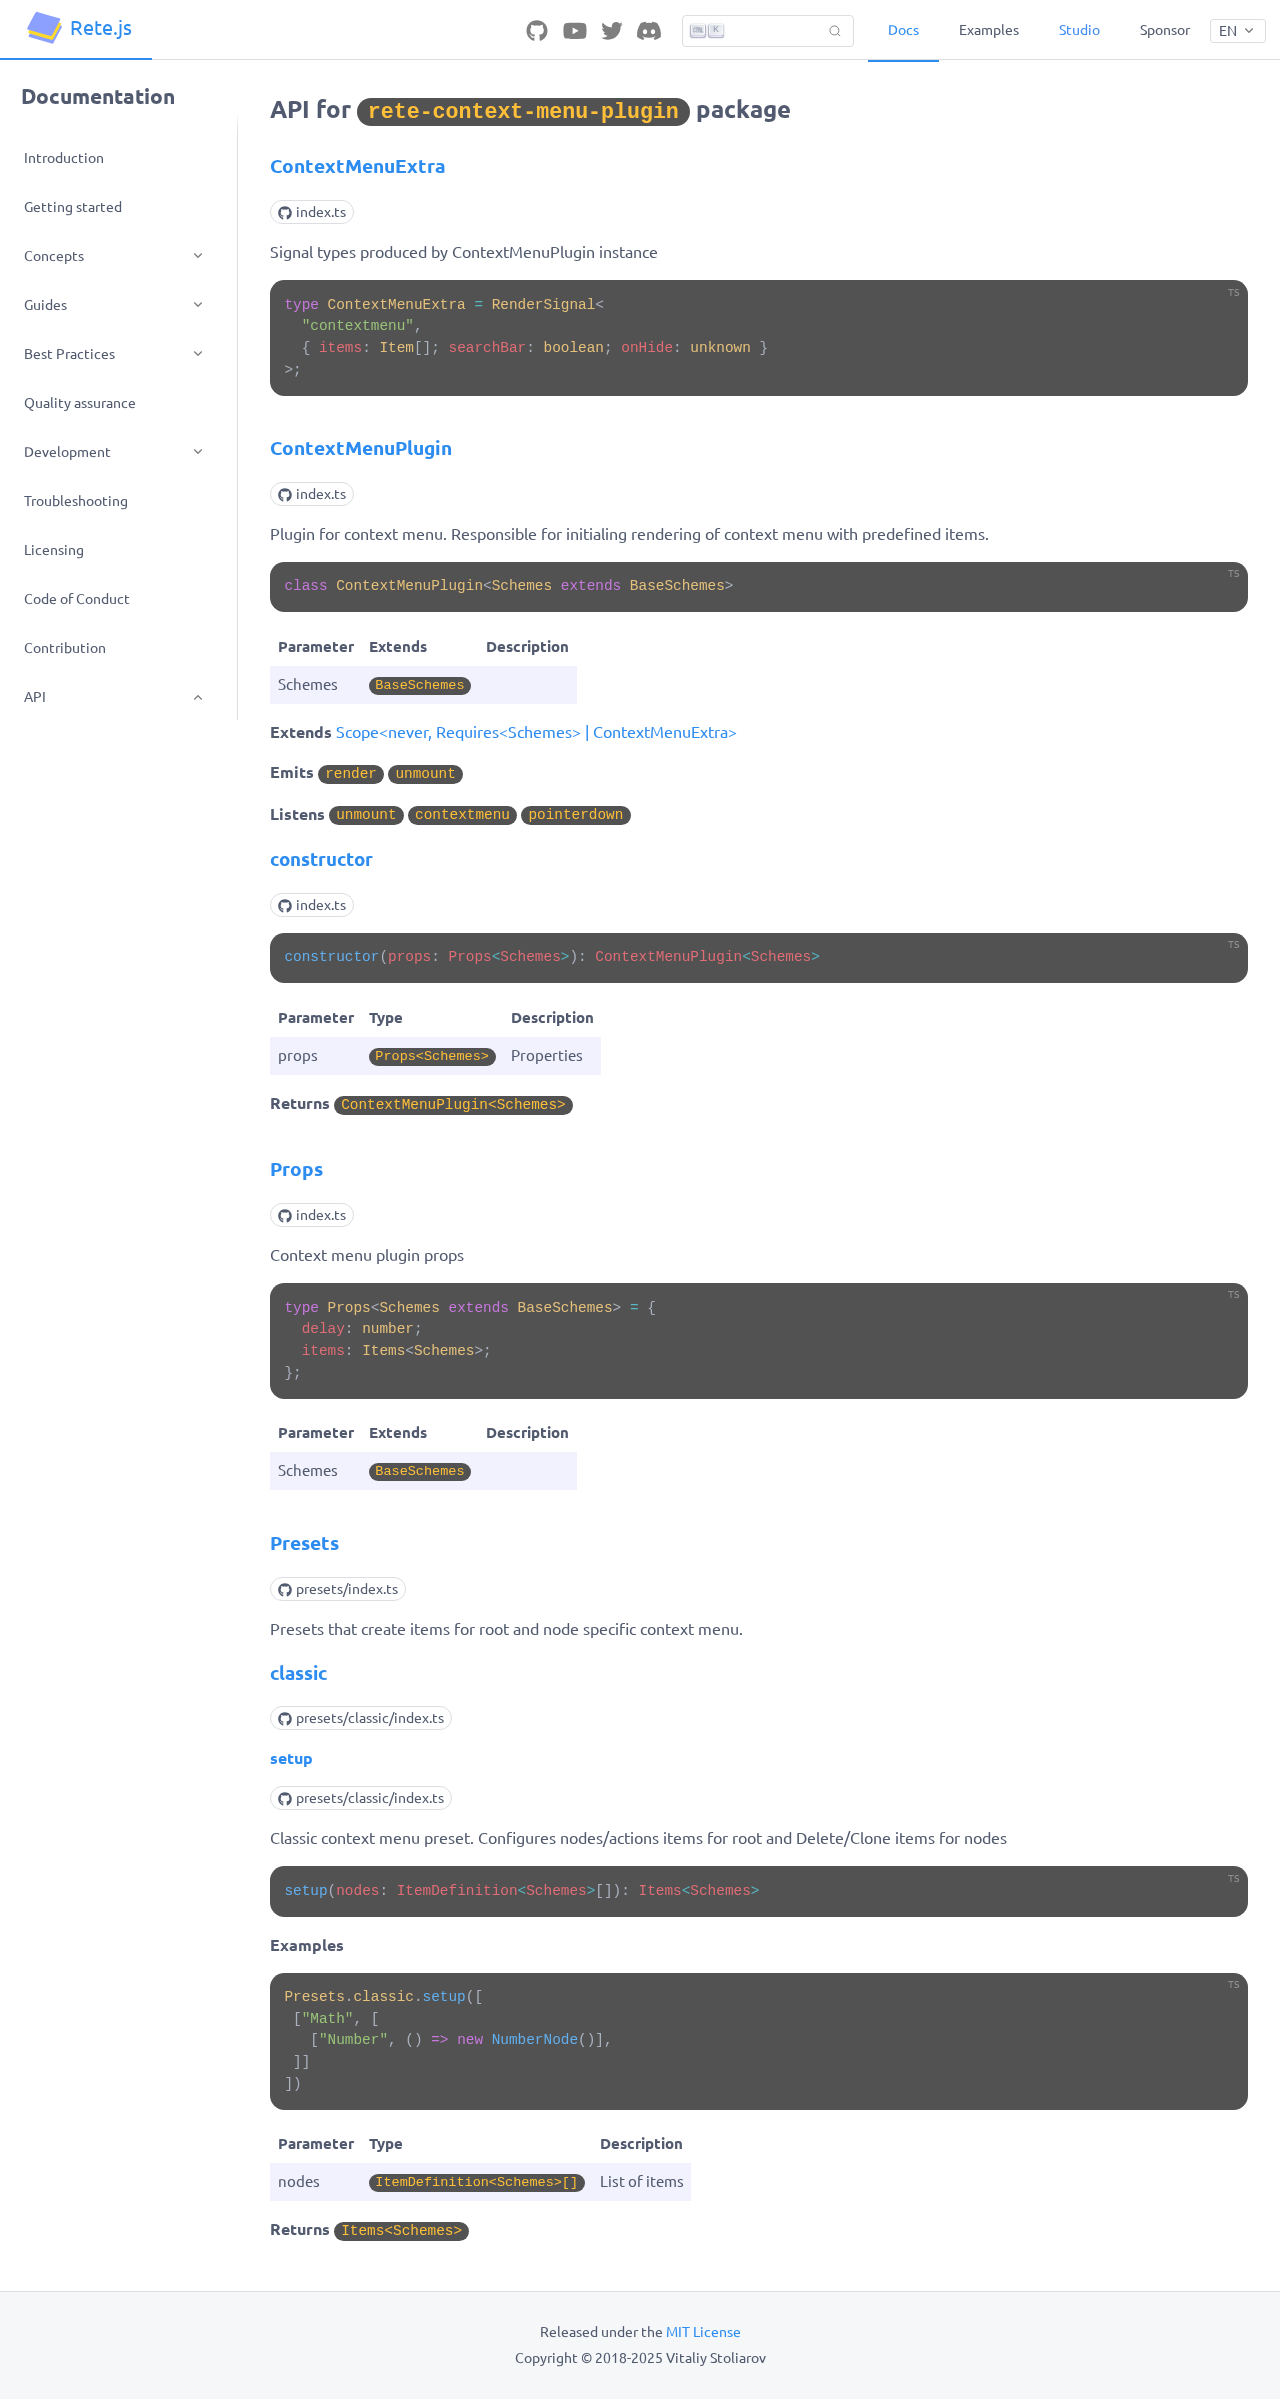 Rete.js
K
Docs
Examples
Studio
Sponsor
EN
Documentation
Introduction
Getting started
Concepts
Guides
Best Practices
Quality assurance
Development
Troubleshooting
Licensing
Code of Conduct
Contribution
API
API for rete-context-menu-plugin package
ContextMenuExtra
index.ts
Signal types produced by ContextMenuPlugin instance
TS
type ContextMenuExtra = RenderSignal<
  "contextmenu",
  { items: Item[]; searchBar: boolean; onHide: unknown }
>;
ContextMenuPlugin
index.ts
Plugin for context menu. Responsible for initialing rendering of context menu with predefined items.
TS
class ContextMenuPlugin<Schemes extends BaseSchemes>
Parameter Extends Description
Schemes BaseSchemes
Extends Scope<never, Requires<Schemes> | ContextMenuExtra>
Emits render unmount
Listens unmount contextmenu pointerdown
constructor
index.ts
TS
constructor(props: Props<Schemes>): ContextMenuPlugin<Schemes>
Parameter Type Description
props Props<Schemes> Properties
Returns ContextMenuPlugin<Schemes>
Props
index.ts
Context menu plugin props
TS
type Props<Schemes extends BaseSchemes> = {
  delay: number;
  items: Items<Schemes>;
};
Parameter Extends Description
Schemes BaseSchemes
Presets
presets/index.ts
Presets that create items for root and node specific context menu.
classic
presets/classic/index.ts
setup
presets/classic/index.ts
Classic context menu preset. Configures nodes/actions items for root and Delete/Clone items for nodes
TS
setup(nodes: ItemDefinition<Schemes>[]): Items<Schemes>
Examples
TS
Presets.classic.setup([
 ["Math", [
   ["Number", () => new NumberNode()],
 ]]
])
Parameter Type Description
nodes ItemDefinition<Schemes>[] List of items
Returns Items<Schemes>
Released under the MIT License
Copyright © 2018-2025 Vitaliy Stoliarov